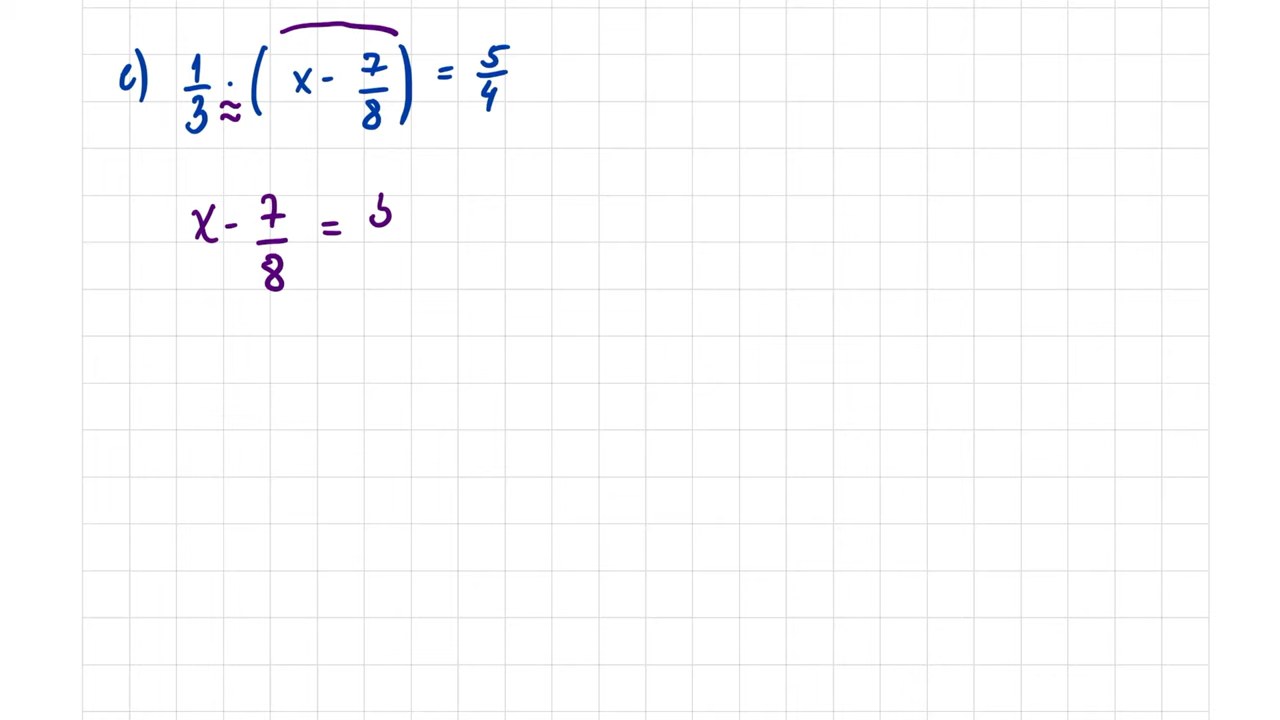 c) 1/3 · ( x - 7/8 ) = 5/4
≈
x - 7/8 =